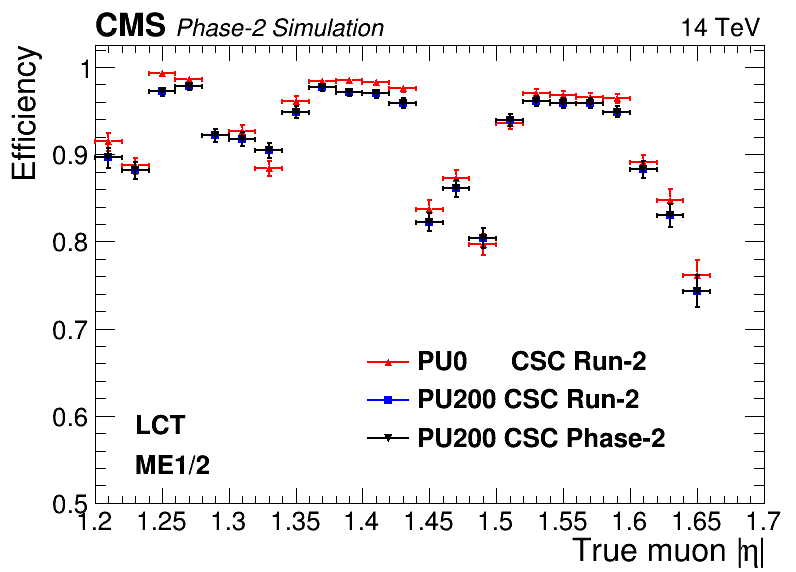 CMS Phase-2 Simulation 14 TeV
Efficiency
1
0.9
0.8
0.7
0.6
0.5
PU0 CSC Run-2
PU200 CSC Run-2
PU200 CSC Phase-2
LCT
ME1/2
1.2 1.25 1.3 1.35 1.4 1.45 1.5 1.55 1.6 1.65 1.7
True muon |η|